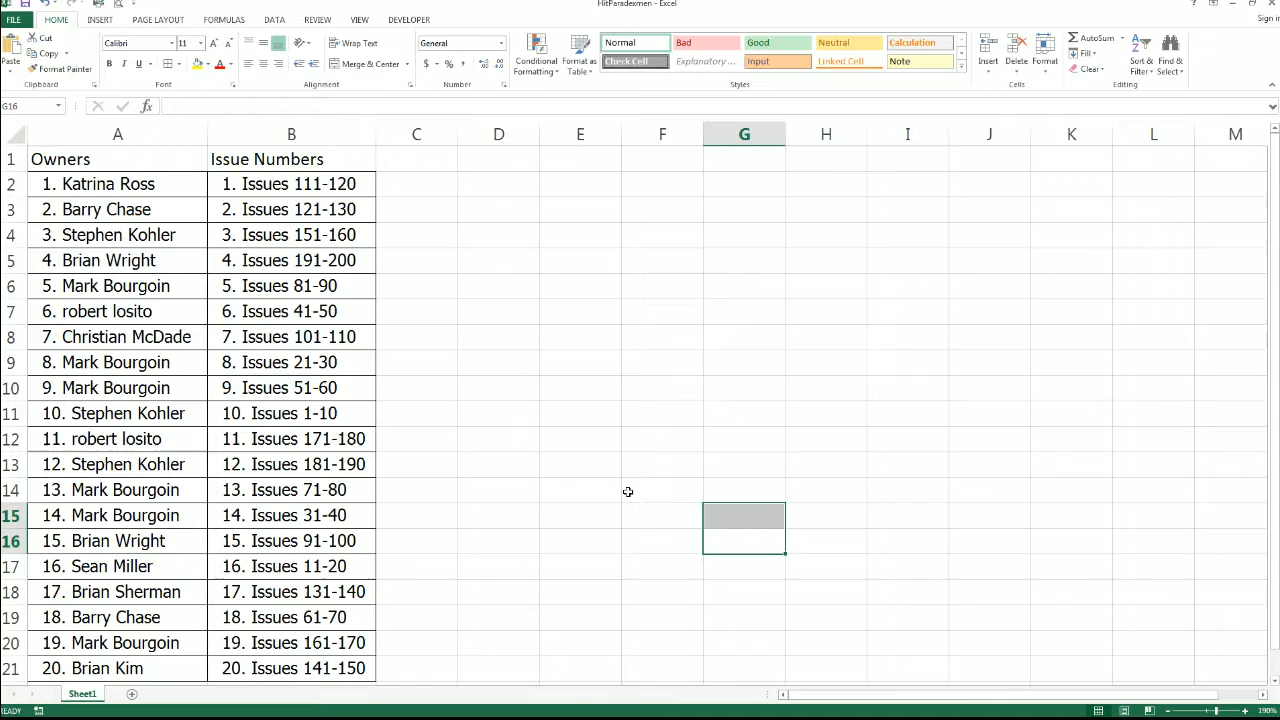 HitParadexmen - Excel
Sign in
FILE HOME INSERT PAGE LAYOUT FORMULAS DATA REVIEW VIEW DEVELOPER
Paste
Cut
Copy
Format Painter
Clipboard
Calibri 11
B I U
Font
Wrap Text
Merge & Center
Alignment
General
$ % ,
Number
Conditional Formatting
Format as Table
Normal Bad Good Neutral Calculation
Check Cell Explanatory ... Input Linked Cell Note
Styles
Insert Delete Format
Cells
AutoSum
Fill
Clear
Sort & Filter
Find & Select
Editing
G16 fx
A B C D E F G H I J K L M
1 Owners Issue Numbers
2 1. Katrina Ross 1. Issues 111-120
3 2. Barry Chase 2. Issues 121-130
4 3. Stephen Kohler 3. Issues 151-160
5 4. Brian Wright 4. Issues 191-200
6 5. Mark Bourgoin 5. Issues 81-90
7 6. robert losito 6. Issues 41-50
8 7. Christian McDade 7. Issues 101-110
9 8. Mark Bourgoin 8. Issues 21-30
10 9. Mark Bourgoin 9. Issues 51-60
11 10. Stephen Kohler 10. Issues 1-10
12 11. robert losito 11. Issues 171-180
13 12. Stephen Kohler 12. Issues 181-190
14 13. Mark Bourgoin 13. Issues 71-80
15 14. Mark Bourgoin 14. Issues 31-40
16 15. Brian Wright 15. Issues 91-100
17 16. Sean Miller 16. Issues 11-20
18 17. Brian Sherman 17. Issues 131-140
19 18. Barry Chase 18. Issues 61-70
20 19. Mark Bourgoin 19. Issues 161-170
21 20. Brian Kim 20. Issues 141-150
Sheet1
READY
190%